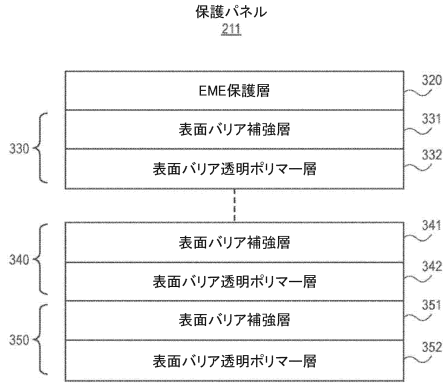 保護パネル
211
EME保護層 320
330
表面バリア補強層 331
表面バリア透明ポリマー層 332
340
表面バリア補強層 341
表面バリア透明ポリマー層 342
350
表面バリア補強層 351
表面バリア透明ポリマー層 352